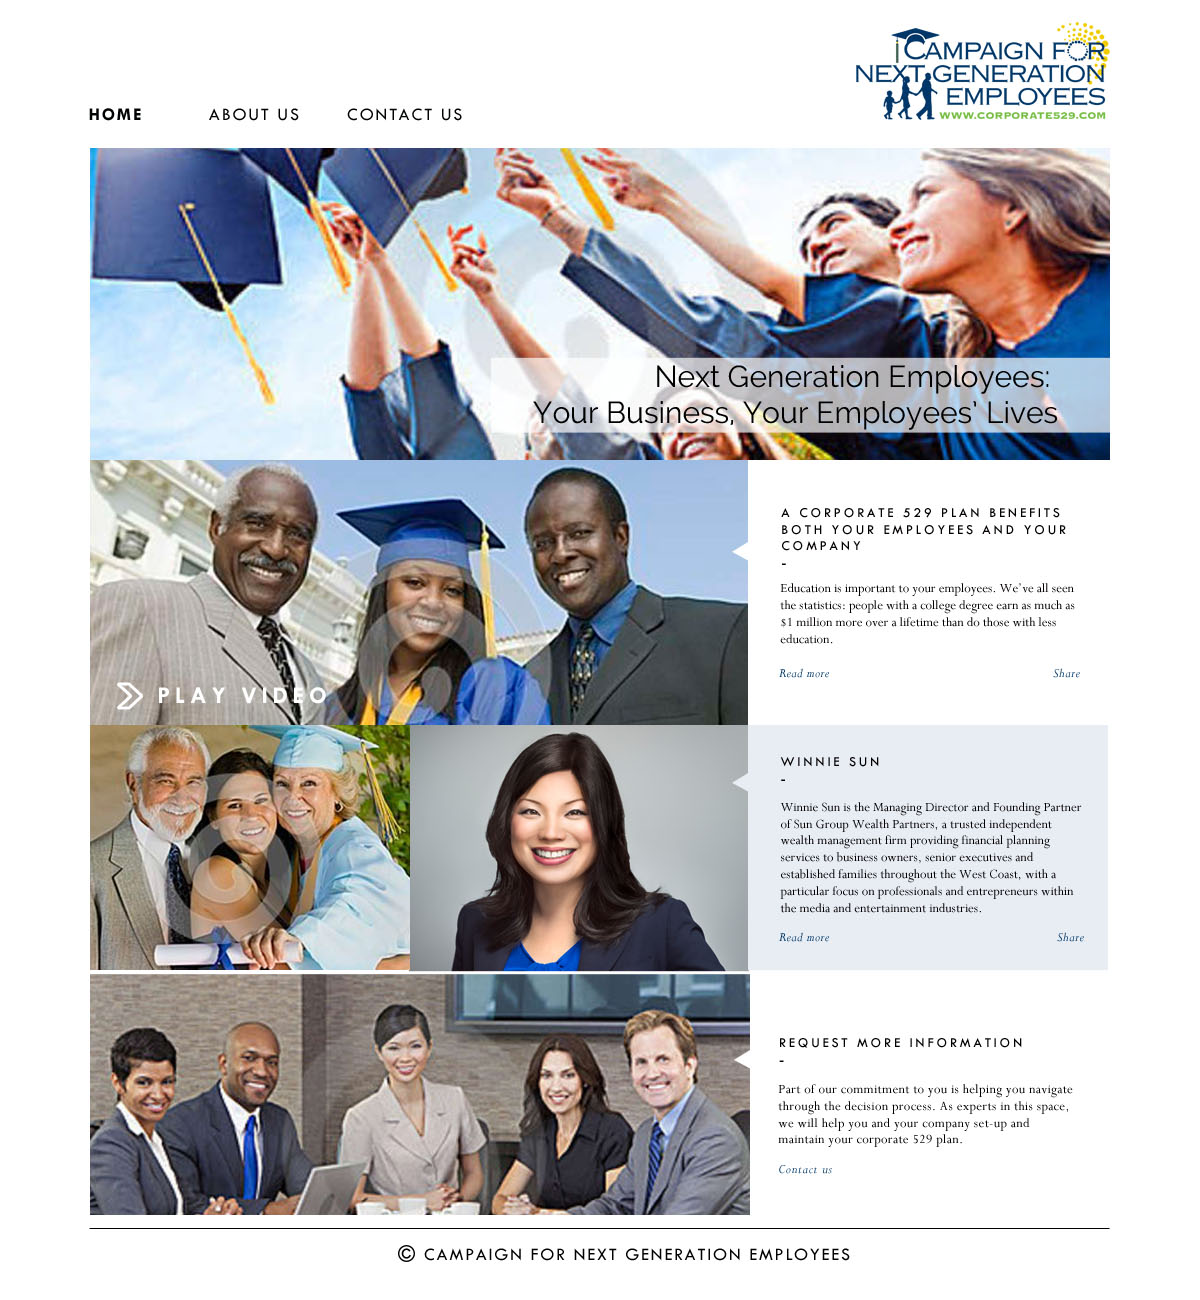 CAMPAIGN FOR
NEXT GENERATION
EMPLOYEES
WWW.CORPORATE529.COM
HOME ABOUT US CONTACT US
Next Generation Employees:
Your Business, Your Employees' Lives
PLAY VIDEO
A CORPORATE 529 PLAN BENEFITS
BOTH YOUR EMPLOYEES AND YOUR
COMPANY
-
Education is important to your employees. We've all seen
the statistics: people with a college degree earn as much as
$1 million more over a lifetime than do those with less
education.
Read more Share
WINNIE SUN
-
Winnie Sun is the Managing Director and Founding Partner
of Sun Group Wealth Partners, a trusted independent
wealth management firm providing financial planning
services to business owners, senior executives and
established families throughout the West Coast, with a
particular focus on professionals and entrepreneurs within
the media and entertainment industries.
Read more Share
REQUEST MORE INFORMATION
-
Part of our commitment to you is helping you navigate
through the decision process. As experts in this space,
we will help you and your company set-up and
maintain your corporate 529 plan.
Contact us
© CAMPAIGN FOR NEXT GENERATION EMPLOYEES